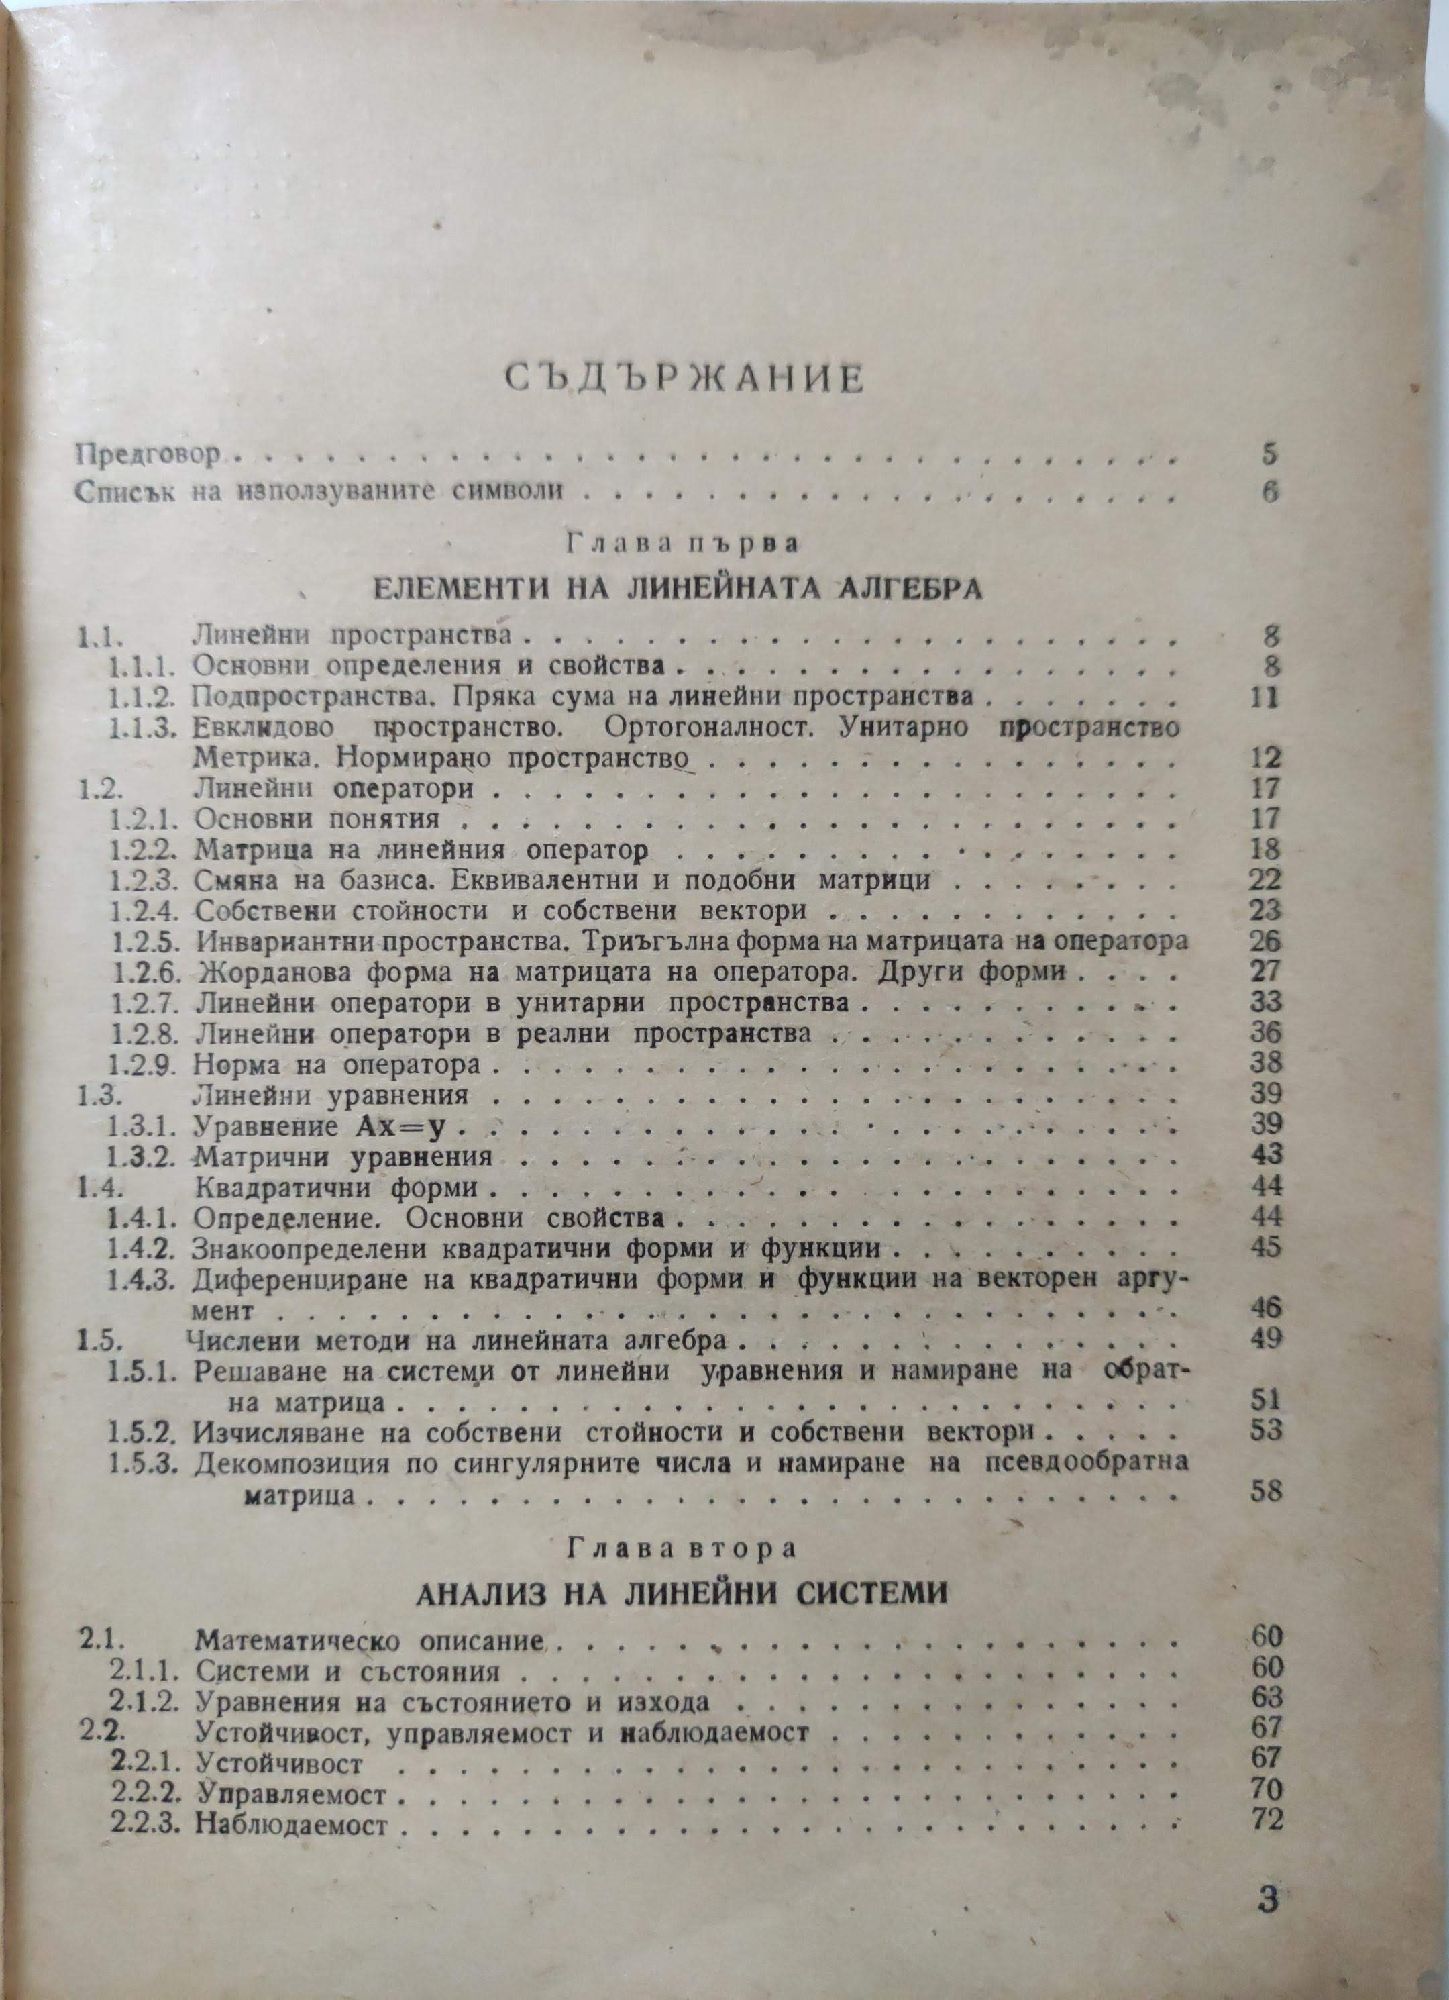 СЪДЪРЖАНИЕ
Предговор . . . . . . . . . . . . . . . . . . . . . . . . . . . . . . 5
Списък на използуваните символи . . . . . . . . . . . . . . . . . . . 6
Глава първа
ЕЛЕМЕНТИ НА ЛИНЕЙНАТА АЛГЕБРА
1.1. Линейни пространства . . . . . . . . . . . . . . . . . . . . . . 8
1.1.1. Основни определения и свойства . . . . . . . . . . . . . . . . . 8
1.1.2. Подпространства. Пряка сума на линейни пространства . . . . . . . 11
1.1.3. Евклидово пространство. Ортогоналност. Унитарно пространство
Метрика. Нормирано пространство . . . . . . . . . . . . . . . . 12
1.2. Линейни оператори . . . . . . . . . . . . . . . . . . . . . . . 17
1.2.1. Основни понятия . . . . . . . . . . . . . . . . . . . . . . . . 17
1.2.2. Матрица на линейния оператор . . . . . . . . . . . . . . . . . 18
1.2.3. Смяна на базиса. Еквивалентни и подобни матрици . . . . . . . . 22
1.2.4. Собствени стойности и собствени вектори . . . . . . . . . . . . 23
1.2.5. Инвариантни пространства. Триъгълна форма на матрицата на оператора 26
1.2.6. Жорданова форма на матрицата на оператора. Други форми . . . . 27
1.2.7. Линейни оператори в унитарни пространства . . . . . . . . . . . 33
1.2.8. Линейни оператори в реални пространства . . . . . . . . . . . . 36
1.2.9. Норма на оператора . . . . . . . . . . . . . . . . . . . . . . . 38
1.3. Линейни уравнения . . . . . . . . . . . . . . . . . . . . . . . 39
1.3.1. Уравнение Ax=y . . . . . . . . . . . . . . . . . . . . . . . . 39
1.3.2. Матрични уравнения . . . . . . . . . . . . . . . . . . . . . . 43
1.4. Квадратични форми . . . . . . . . . . . . . . . . . . . . . . . 44
1.4.1. Определение. Основни свойства . . . . . . . . . . . . . . . . . 44
1.4.2. Знакоопределени квадратични форми и функции . . . . . . . . . . 45
1.4.3. Диференциране на квадратични форми и функции на векторен аргу-
мент . . . . . . . . . . . . . . . . . . . . . . . . . . . . . 46
1.5. Числени методи на линейната алгебра . . . . . . . . . . . . . . . 49
1.5.1. Решаване на системи от линейни уравнения и намиране на обрат-
на матрица . . . . . . . . . . . . . . . . . . . . . . . . . . 51
1.5.2. Изчисляване на собствени стойности и собствени вектори . . . . . 53
1.5.3. Декомпозиция по сингулярните числа и намиране на псевдообратна
матрица . . . . . . . . . . . . . . . . . . . . . . . . . . . 58
Глава втора
АНАЛИЗ НА ЛИНЕЙНИ СИСТЕМИ
2.1. Математическо описание . . . . . . . . . . . . . . . . . . . . . 60
2.1.1. Системи и състояния . . . . . . . . . . . . . . . . . . . . . . 60
2.1.2. Уравнения на състоянието и изхода . . . . . . . . . . . . . . . 63
2.2. Устойчивост, управляемост и наблюдаемост . . . . . . . . . . . . 67
2.2.1. Устойчивост . . . . . . . . . . . . . . . . . . . . . . . . . . 67
2.2.2. Управляемост . . . . . . . . . . . . . . . . . . . . . . . . . . 70
2.2.3. Наблюдаемост . . . . . . . . . . . . . . . . . . . . . . . . . . 72
3